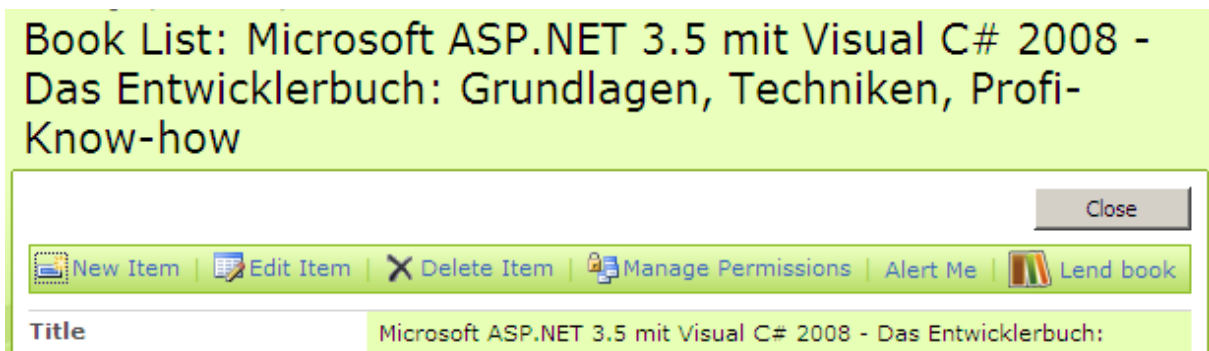 Book List: Microsoft ASP.NET 3.5 mit Visual C# 2008 -
Das Entwicklerbuch: Grundlagen, Techniken, Profi-
Know-how
Close
New Item | Edit Item | Delete Item | Manage Permissions | Alert Me | Lend book
Title Microsoft ASP.NET 3.5 mit Visual C# 2008 - Das Entwicklerbuch: